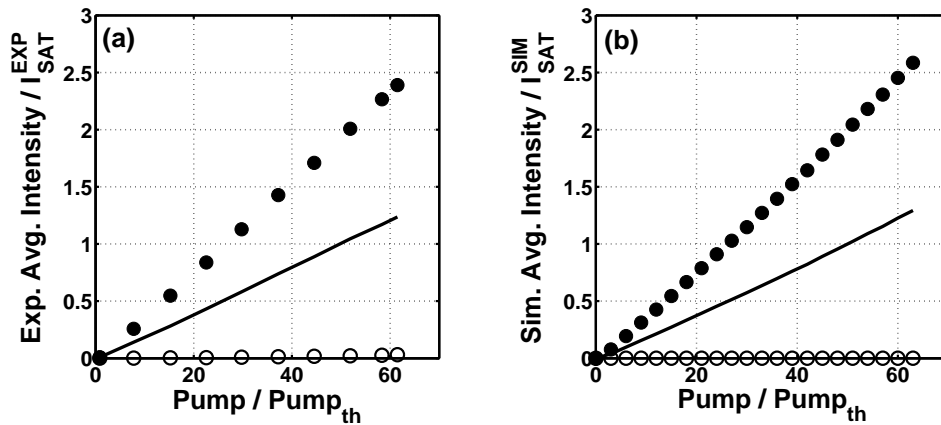 (a)
Exp. Avg. Intensity / I_SAT^EXP
3
2.5
2
1.5
1
0.5
0
0 20 40 60
Pump / Pump_th
(b)
Sim. Avg. Intensity / I_SAT^SIM
3
2.5
2
1.5
1
0.5
0
0 20 40 60
Pump / Pump_th